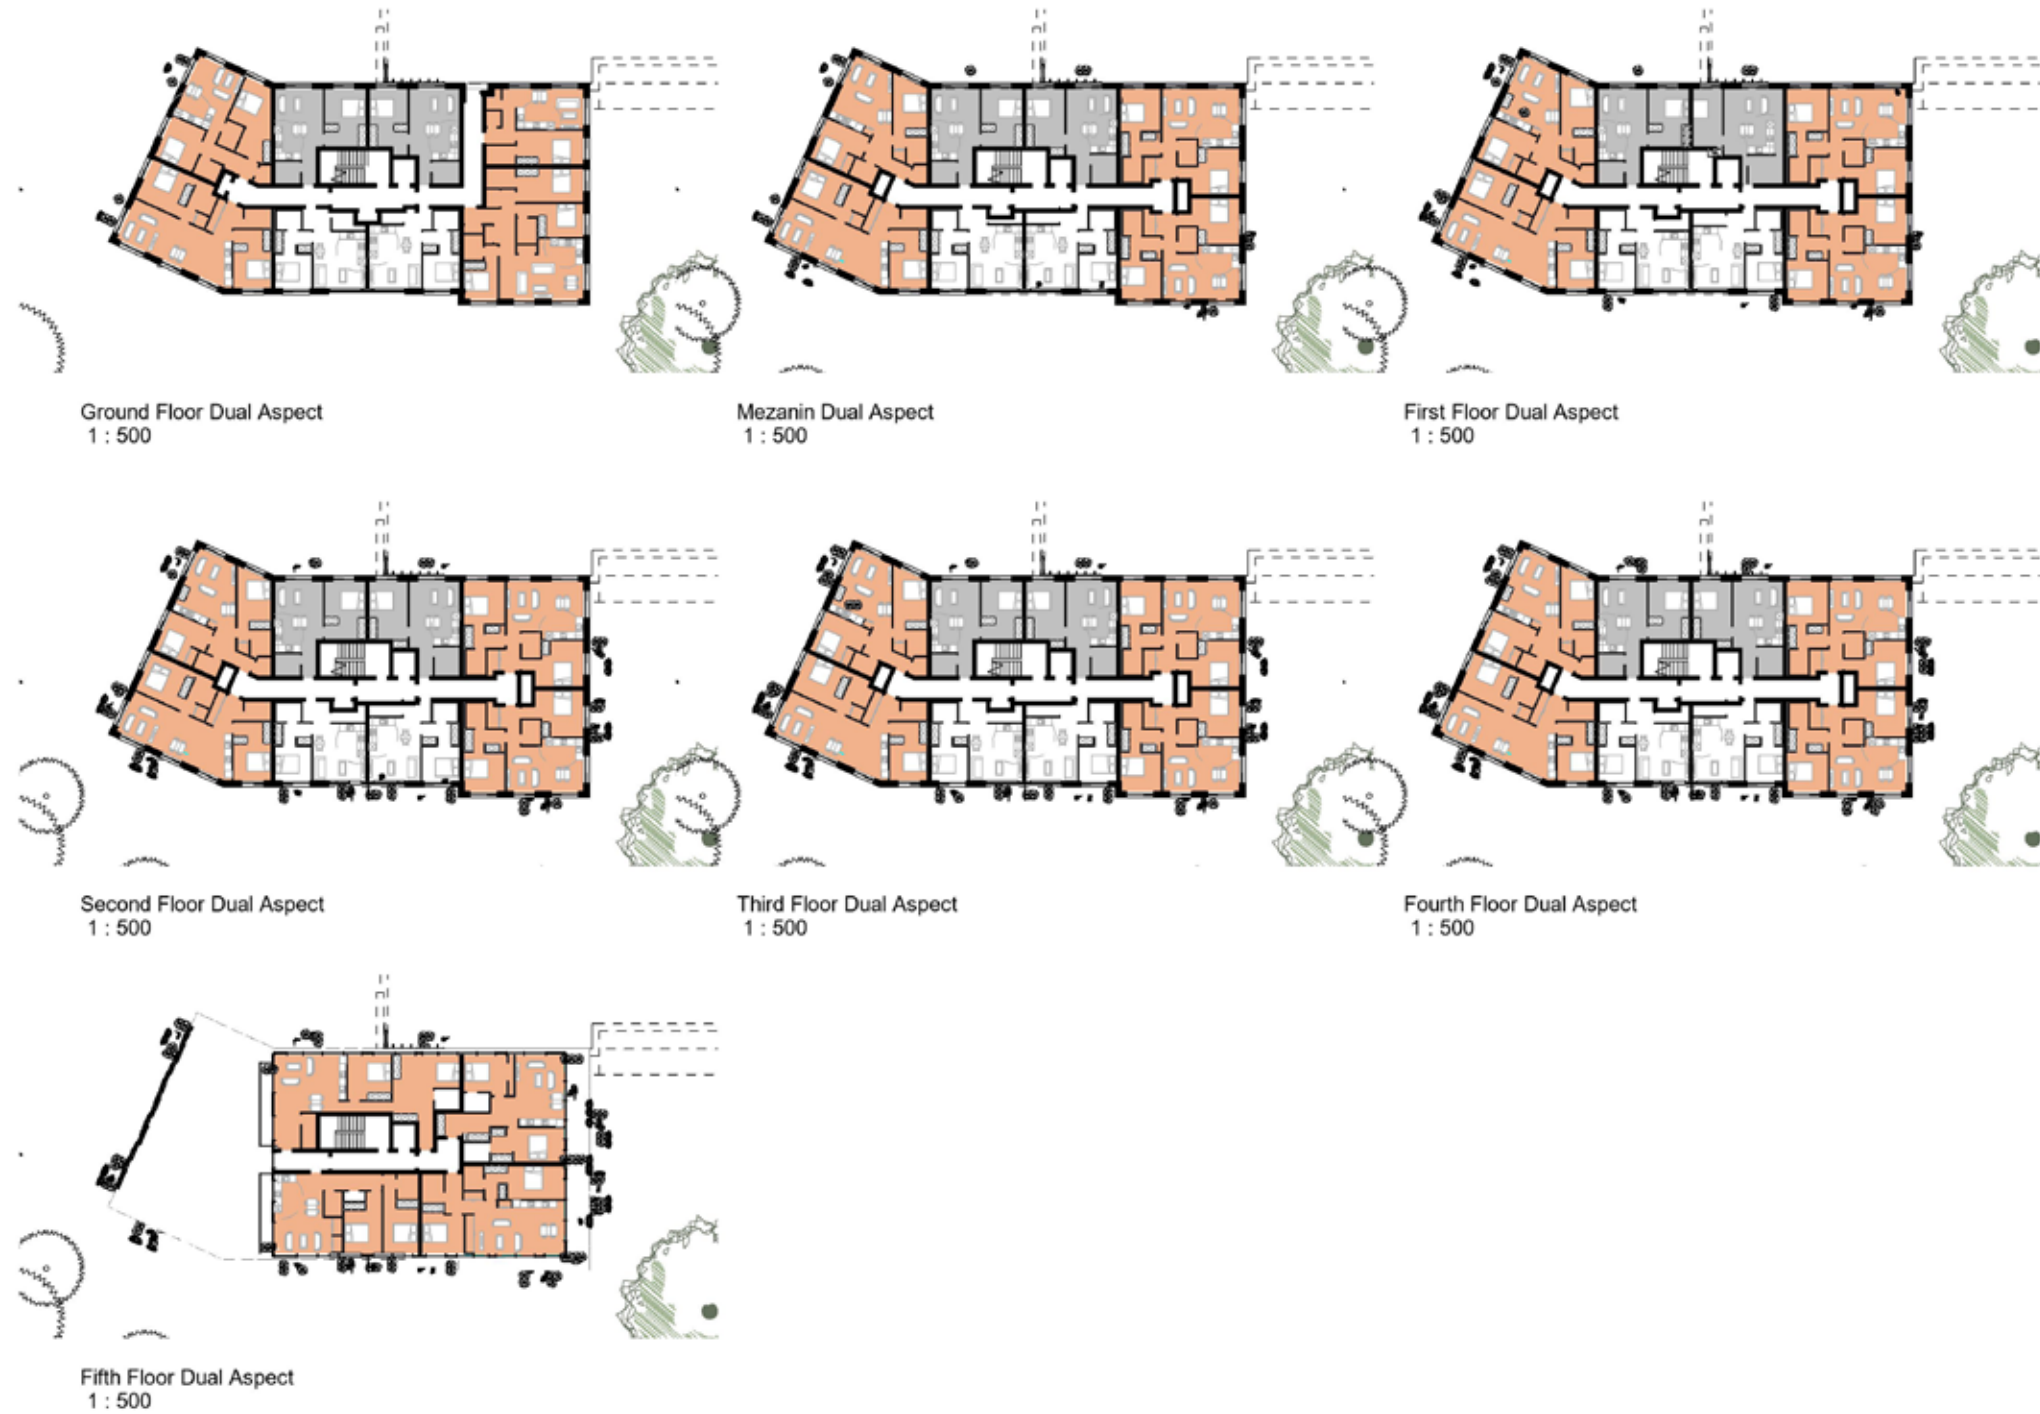 Ground Floor Dual Aspect
1 : 500
Mezanin Dual Aspect
1 : 500
First Floor Dual Aspect
1 : 500
Second Floor Dual Aspect
1 : 500
Third Floor Dual Aspect
1 : 500
Fourth Floor Dual Aspect
1 : 500
Fifth Floor Dual Aspect
1 : 500